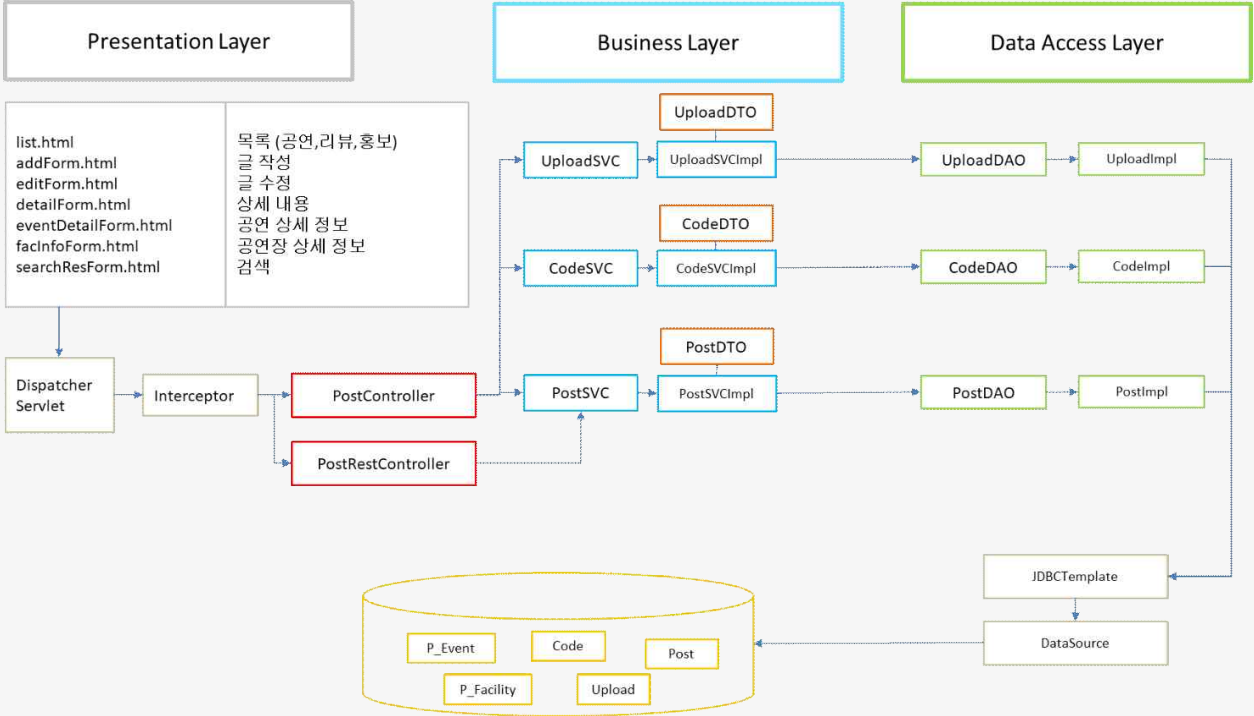 Presentation Layer
Business Layer
Data Access Layer
list.html
addForm.html
editForm.html
detailForm.html
eventDetailForm.html
facInfoForm.html
searchResForm.html
목록 (공연,리뷰,홍보)
글 작성
글 수정
상세 내용
공연 상세 정보
공연장 상세 정보
검색
UploadDTO
UploadSVC
UploadSVCImpl
UploadDAO
UploadImpl
CodeDTO
CodeSVC
CodeSVCImpl
CodeDAO
CodeImpl
PostDTO
Dispatcher
Servlet
Interceptor
PostController
PostSVC
PostSVCImpl
PostDAO
PostImpl
PostRestController
JDBCTemplate
DataSource
P_Event
Code
Post
P_Facility
Upload